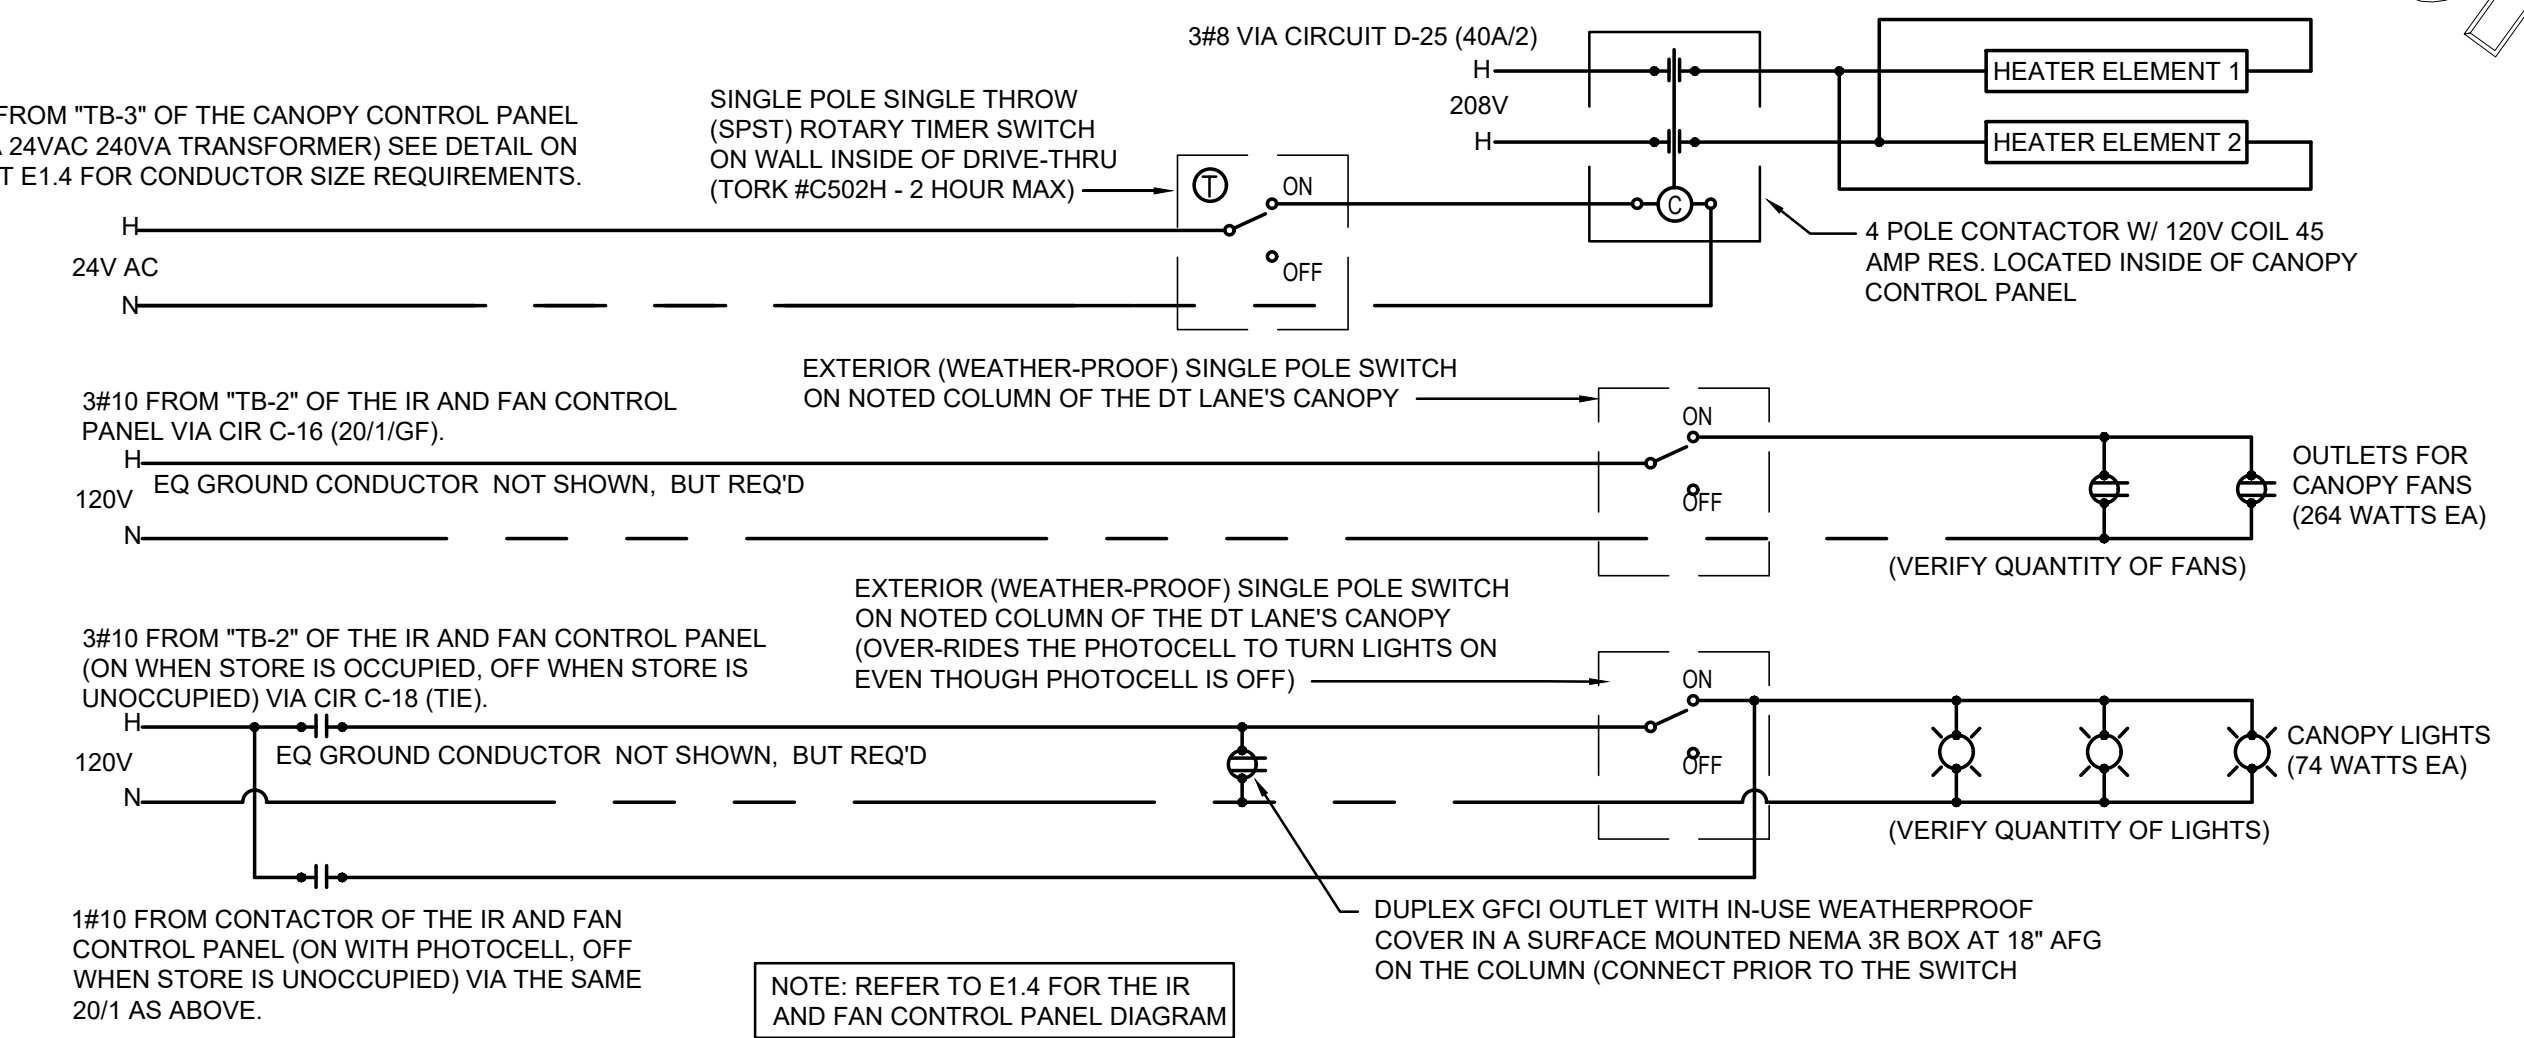 3#8 VIA CIRCUIT D-25 (40A/2)
H
208V
H
HEATER ELEMENT 1
HEATER ELEMENT 2
FROM "TB-3" OF THE CANOPY CONTROL PANEL
24VAC 240VA TRANSFORMER) SEE DETAIL ON
E1.4 FOR CONDUCTOR SIZE REQUIREMENTS.
SINGLE POLE SINGLE THROW
(SPST) ROTARY TIMER SWITCH
ON WALL INSIDE OF DRIVE-THRU
(TORK #C502H - 2 HOUR MAX)
T
ON
OFF
C
H
24V AC
N
4 POLE CONTACTOR W/ 120V COIL 45
AMP RES. LOCATED INSIDE OF CANOPY
CONTROL PANEL
EXTERIOR (WEATHER-PROOF) SINGLE POLE SWITCH
ON NOTED COLUMN OF THE DT LANE'S CANOPY
3#10 FROM "TB-2" OF THE IR AND FAN CONTROL
PANEL VIA CIR C-16 (20/1/GF).
H
120V
EQ GROUND CONDUCTOR NOT SHOWN, BUT REQ'D
N
ON
OFF
OUTLETS FOR
CANOPY FANS
(264 WATTS EA)
(VERIFY QUANTITY OF FANS)
EXTERIOR (WEATHER-PROOF) SINGLE POLE SWITCH
ON NOTED COLUMN OF THE DT LANE'S CANOPY
(OVER-RIDES THE PHOTOCELL TO TURN LIGHTS ON
EVEN THOUGH PHOTOCELL IS OFF)
3#10 FROM "TB-2" OF THE IR AND FAN CONTROL PANEL
(ON WHEN STORE IS OCCUPIED, OFF WHEN STORE IS
UNOCCUPIED) VIA CIR C-18 (TIE).
H
120V
EQ GROUND CONDUCTOR NOT SHOWN, BUT REQ'D
N
ON
OFF
CANOPY LIGHTS
(74 WATTS EA)
(VERIFY QUANTITY OF LIGHTS)
1#10 FROM CONTACTOR OF THE IR AND FAN
CONTROL PANEL (ON WITH PHOTOCELL, OFF
WHEN STORE IS UNOCCUPIED) VIA THE SAME
20/1 AS ABOVE.
DUPLEX GFCI OUTLET WITH IN-USE WEATHERPROOF
COVER IN A SURFACE MOUNTED NEMA 3R BOX AT 18" AFG
ON THE COLUMN (CONNECT PRIOR TO THE SWITCH
NOTE: REFER TO E1.4 FOR THE IR
AND FAN CONTROL PANEL DIAGRAM